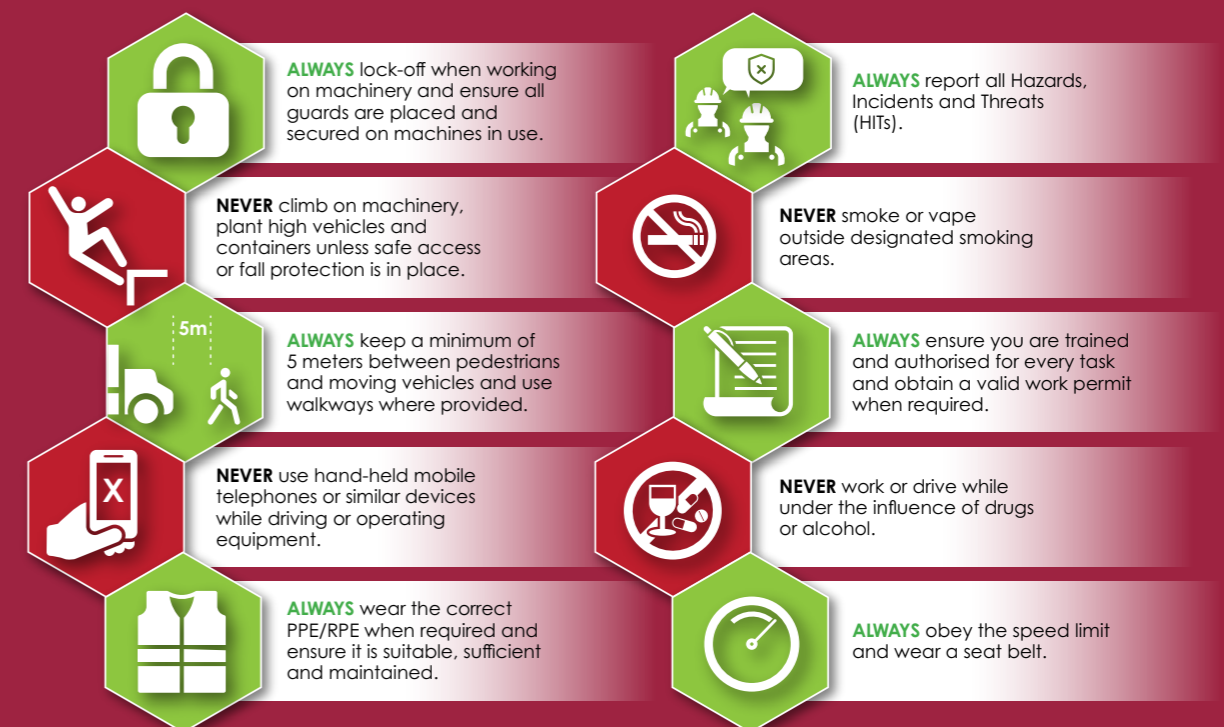 ALWAYS lock-off when working
on machinery and ensure all
guards are placed and
secured on machines in use.
NEVER climb on machinery,
plant high vehicles and
containers unless safe access
or fall protection is in place.
5m
ALWAYS keep a minimum of
5 meters between pedestrians
and moving vehicles and use
walkways where provided.
X
NEVER use hand-held mobile
telephones or similar devices
while driving or operating
equipment.
ALWAYS wear the correct
PPE/RPE when required and
ensure it is suitable, sufficient
and maintained.
ALWAYS report all Hazards,
Incidents and Threats
(HITs).
NEVER smoke or vape
outside designated smoking
areas.
ALWAYS ensure you are trained
and authorised for every task
and obtain a valid work permit
when required.
NEVER work or drive while
under the influence of drugs
or alcohol.
ALWAYS obey the speed limit
and wear a seat belt.